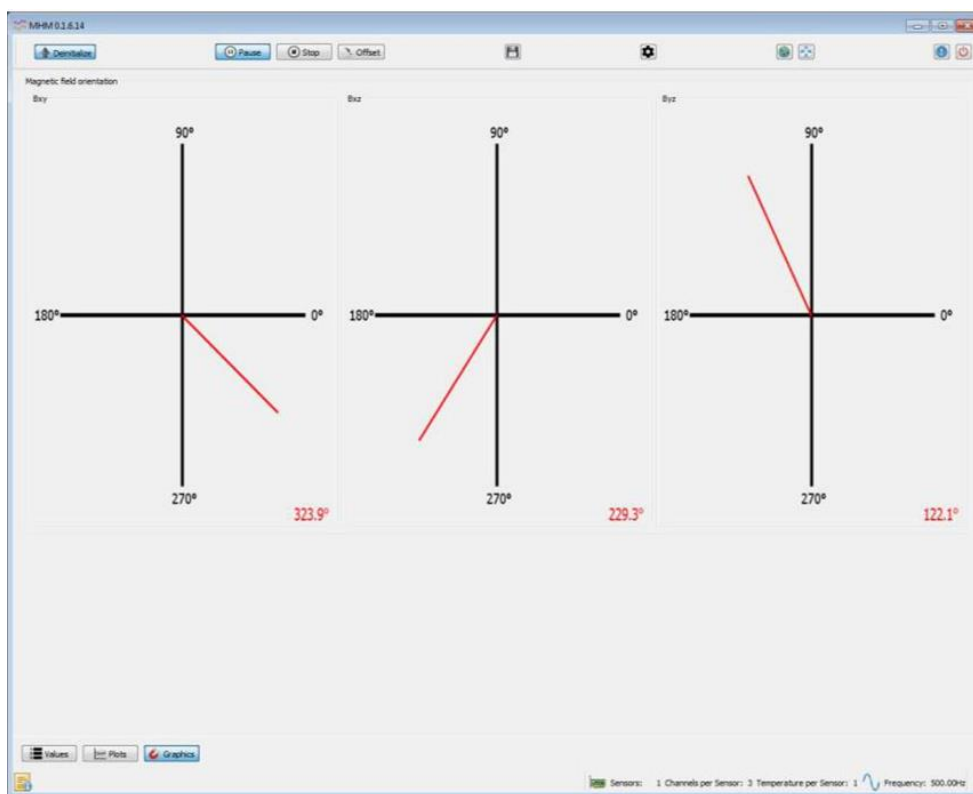 MHM 0.1.6.14
Deinitialize Pause Stop Offset
Magnetic field orientation
Bxy Bxz Byz
90° 90° 90°
180° 0° 180° 0° 180° 0°
270° 270° 270°
323.9° 229.3° 122.1°
Values Plots Graphics
Sensors: 1 Channels per Sensor: 3 Temperature per Sensor: 1 Frequency: 500.00Hz